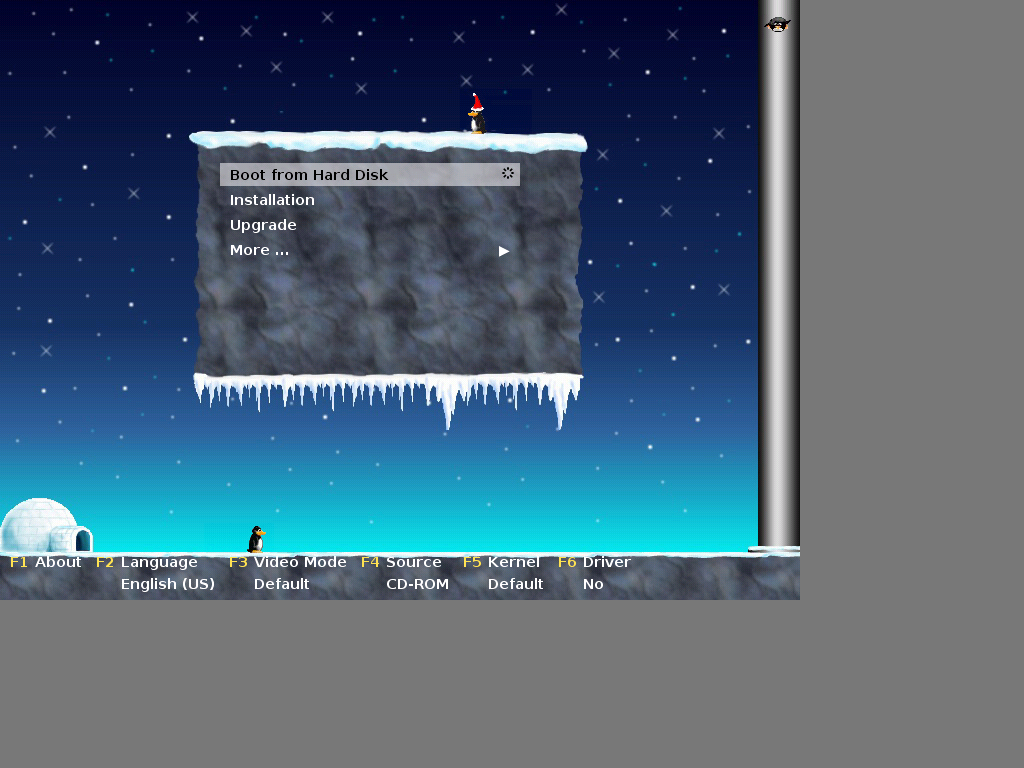 Boot from Hard Disk
Installation
Upgrade
More ...
F1 About F2 Language F3 Video Mode F4 Source F5 Kernel F6 Driver
English (US) Default CD-ROM Default No